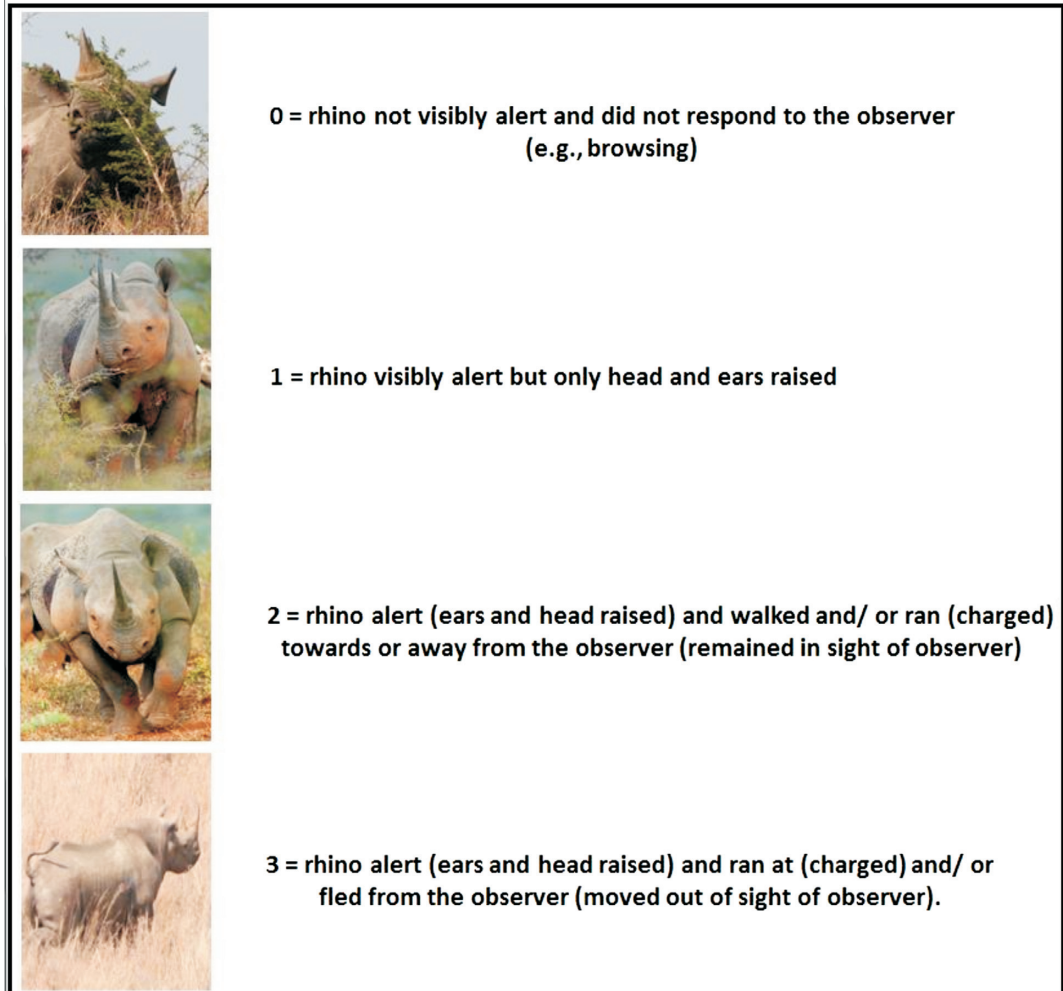 0 = rhino not visibly alert and did not respond to the observer
(e.g., browsing)
1 = rhino visibly alert but only head and ears raised
2 = rhino alert (ears and head raised) and walked and/ or ran (charged)
towards or away from the observer (remained in sight of observer)
3 = rhino alert (ears and head raised) and ran at (charged) and/ or
fled from the observer (moved out of sight of observer).